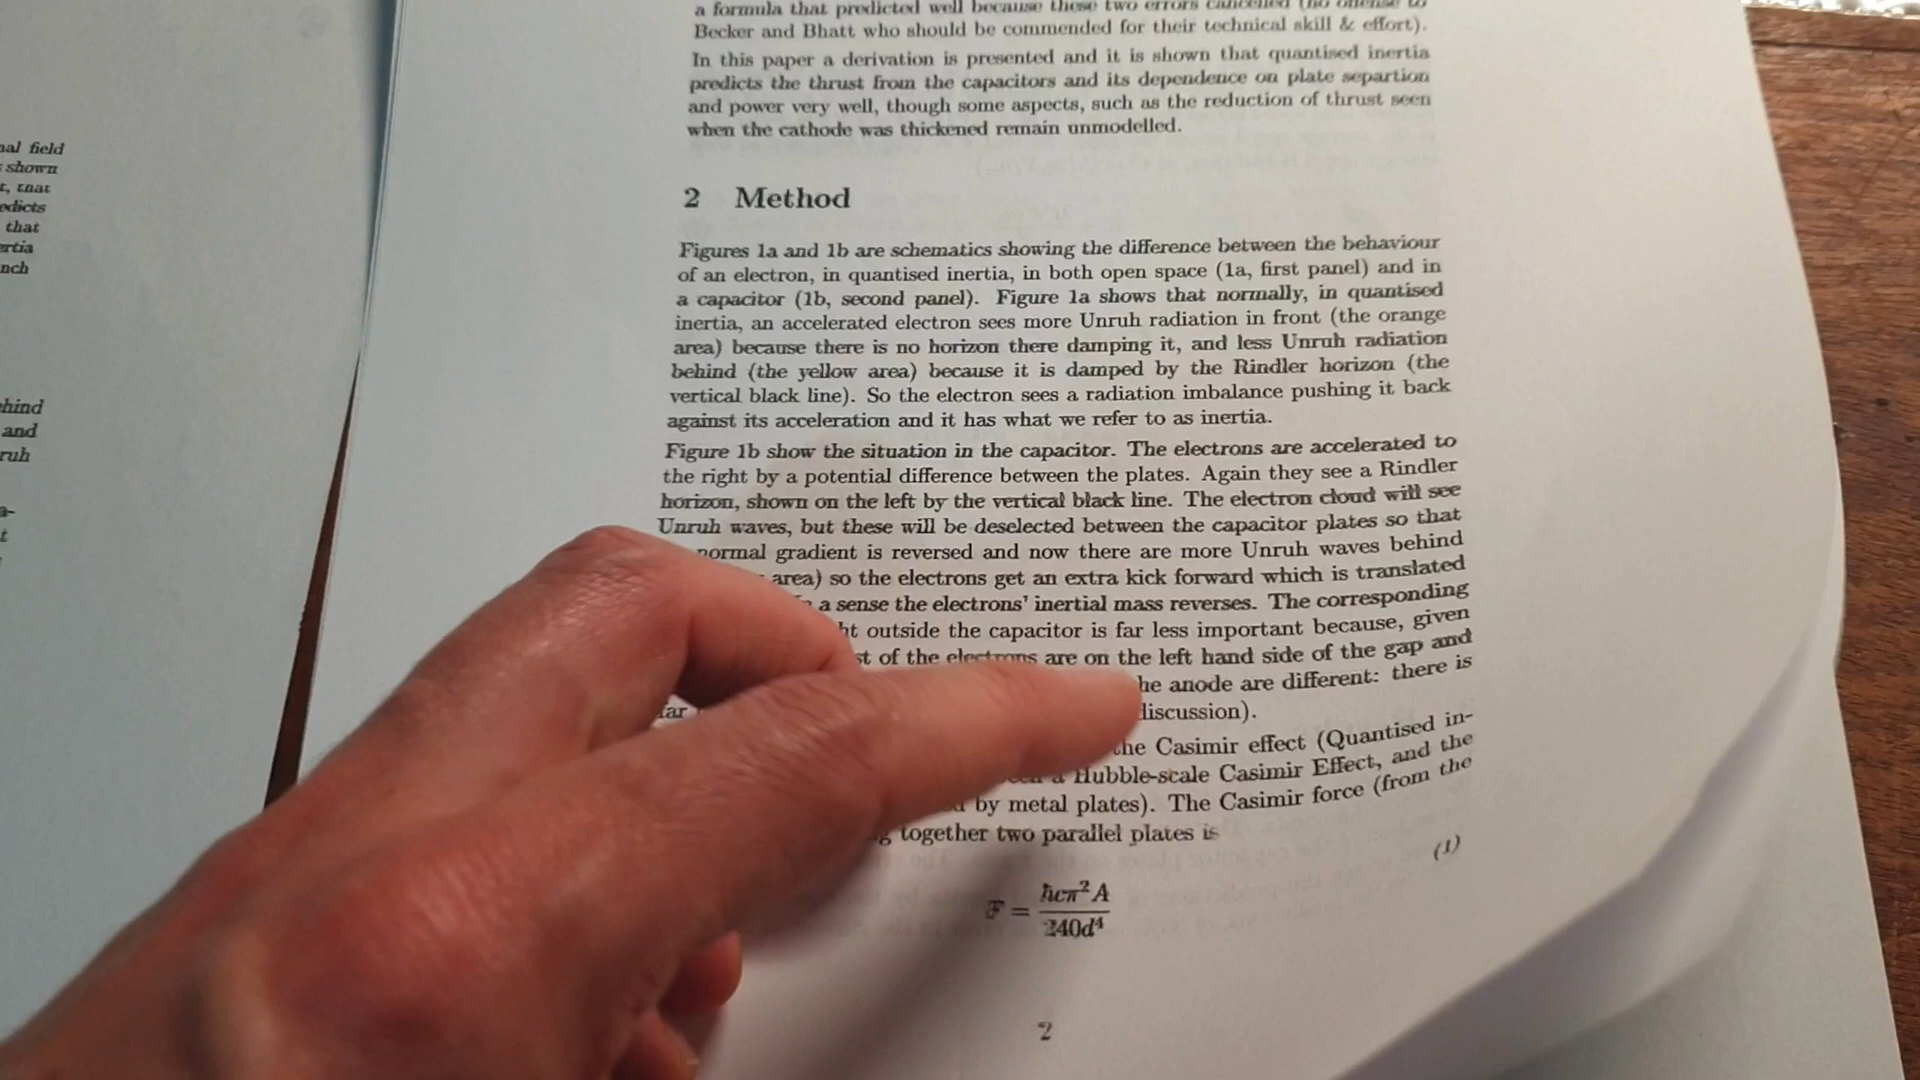 nal field
shown
t, that
edicts
that
ertia
nch
hind
and
ruh
a-
t
a formula that predicted well because these two errors cancelled (no offense to
Becker and Bhatt who should be commended for their technical skill & effort).
In this paper a derivation is presented and it is shown that quantised inertia
predicts the thrust from the capacitors and its dependence on plate separtion
and power very well, though some aspects, such as the reduction of thrust seen
when the cathode was thickened remain unmodelled.
2 Method
Figures 1a and 1b are schematics showing the difference between the behaviour
of an electron, in quantised inertia, in both open space (1a, first panel) and in
a capacitor (1b, second panel). Figure 1a shows that normally, in quantised
inertia, an accelerated electron sees more Unruh radiation in front (the orange
area) because there is no horizon there damping it, and less Unruh radiation
behind (the yellow area) because it is damped by the Rindler horizon (the
vertical black line). So the electron sees a radiation imbalance pushing it back
against its acceleration and it has what we refer to as inertia.
Figure 1b show the situation in the capacitor. The electrons are accelerated to
the right by a potential difference between the plates. Again they see a Rindler
horizon, shown on the left by the vertical black line. The electron cloud will see
Unruh waves, but these will be deselected between the capacitor plates so that
normal gradient is reversed and now there are more Unruh waves behind
area) so the electrons get an extra kick forward which is translated
a sense the electrons' inertial mass reverses. The corresponding
ht outside the capacitor is far less important because, given
st of the electrons are on the left hand side of the gap and
he anode are different: there is
far discussion).
the Casimir effect (Quantised in-
a Hubble-scale Casimir Effect, and the
by metal plates). The Casimir force (from the
g together two parallel plates is
F = ħcπ²A / 240d⁴ (1)
2